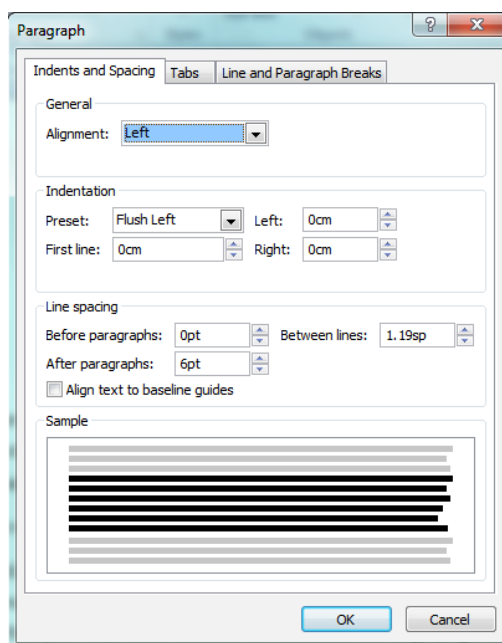 Paragraph
Indents and Spacing Tabs Line and Paragraph Breaks
General
Alignment: Left
Indentation
Preset: Flush Left Left: 0cm
First line: 0cm Right: 0cm
Line spacing
Before paragraphs: 0pt Between lines: 1.19sp
After paragraphs: 6pt
Align text to baseline guides
Sample
OK Cancel